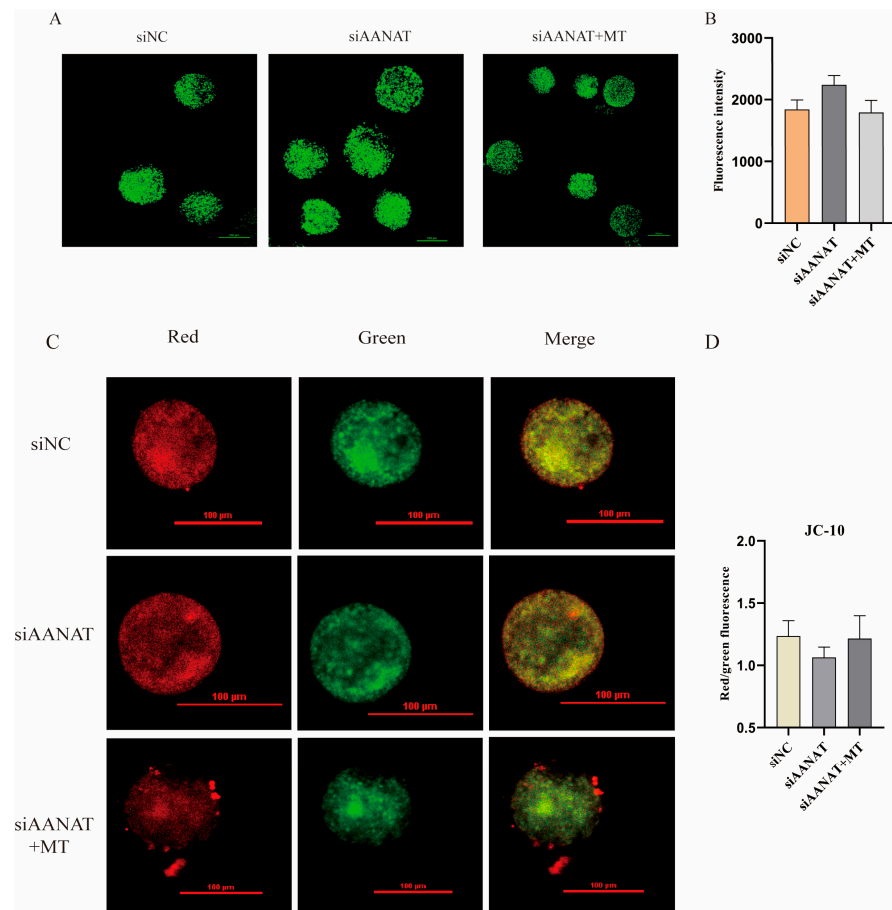 A
siNC
siAANAT
siAANAT+MT
B
3000
2000
1000
0
Fluorescence intensity
siNC
siAANAT
siAANAT+MT
C
Red
Green
Merge
siNC
100 µm
100 µm
100 µm
siAANAT
100 µm
100 µm
100 µm
siAANAT
+MT
100 µm
100 µm
100 µm
D
JC-10
2.0
1.5
1.0
0.5
Red/green fluorescence
siNC
siAANAT
siAANAT+MT